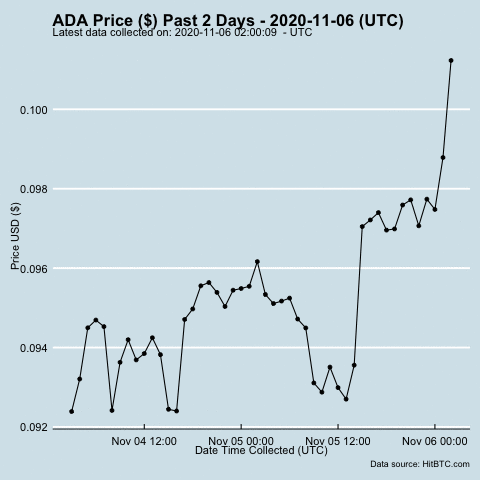 ADA Price ($) Past 2 Days - 2020-11-06 (UTC)
Latest data collected on: 2020-11-06 02:00:09 - UTC
0.100
0.098
0.096
0.094
0.092
Price USD ($)
Nov 04 12:00 Nov 05 00:00 Nov 05 12:00 Nov 06 00:00
Date Time Collected (UTC)
Data source: HitBTC.com